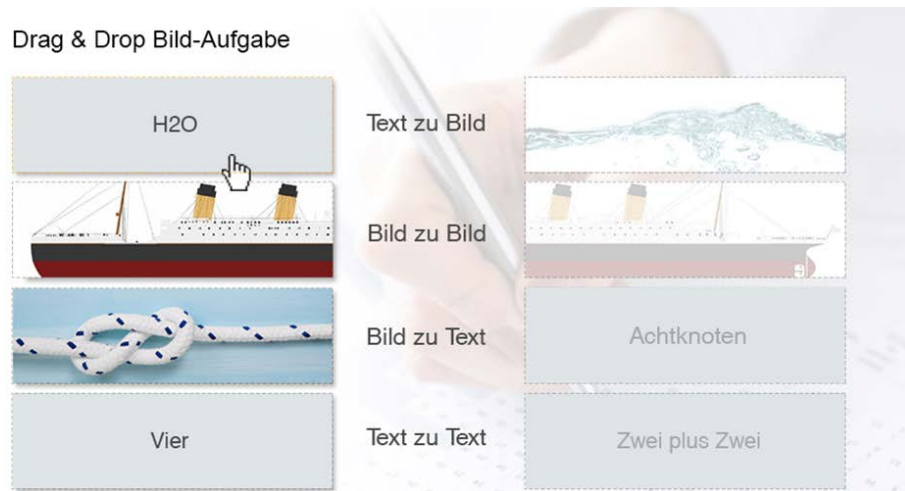 Drag & Drop Bild-Aufgabe
H2O
Text zu Bild
Bild zu Bild
Bild zu Text
Achtknoten
Vier
Text zu Text
Zwei plus Zwei